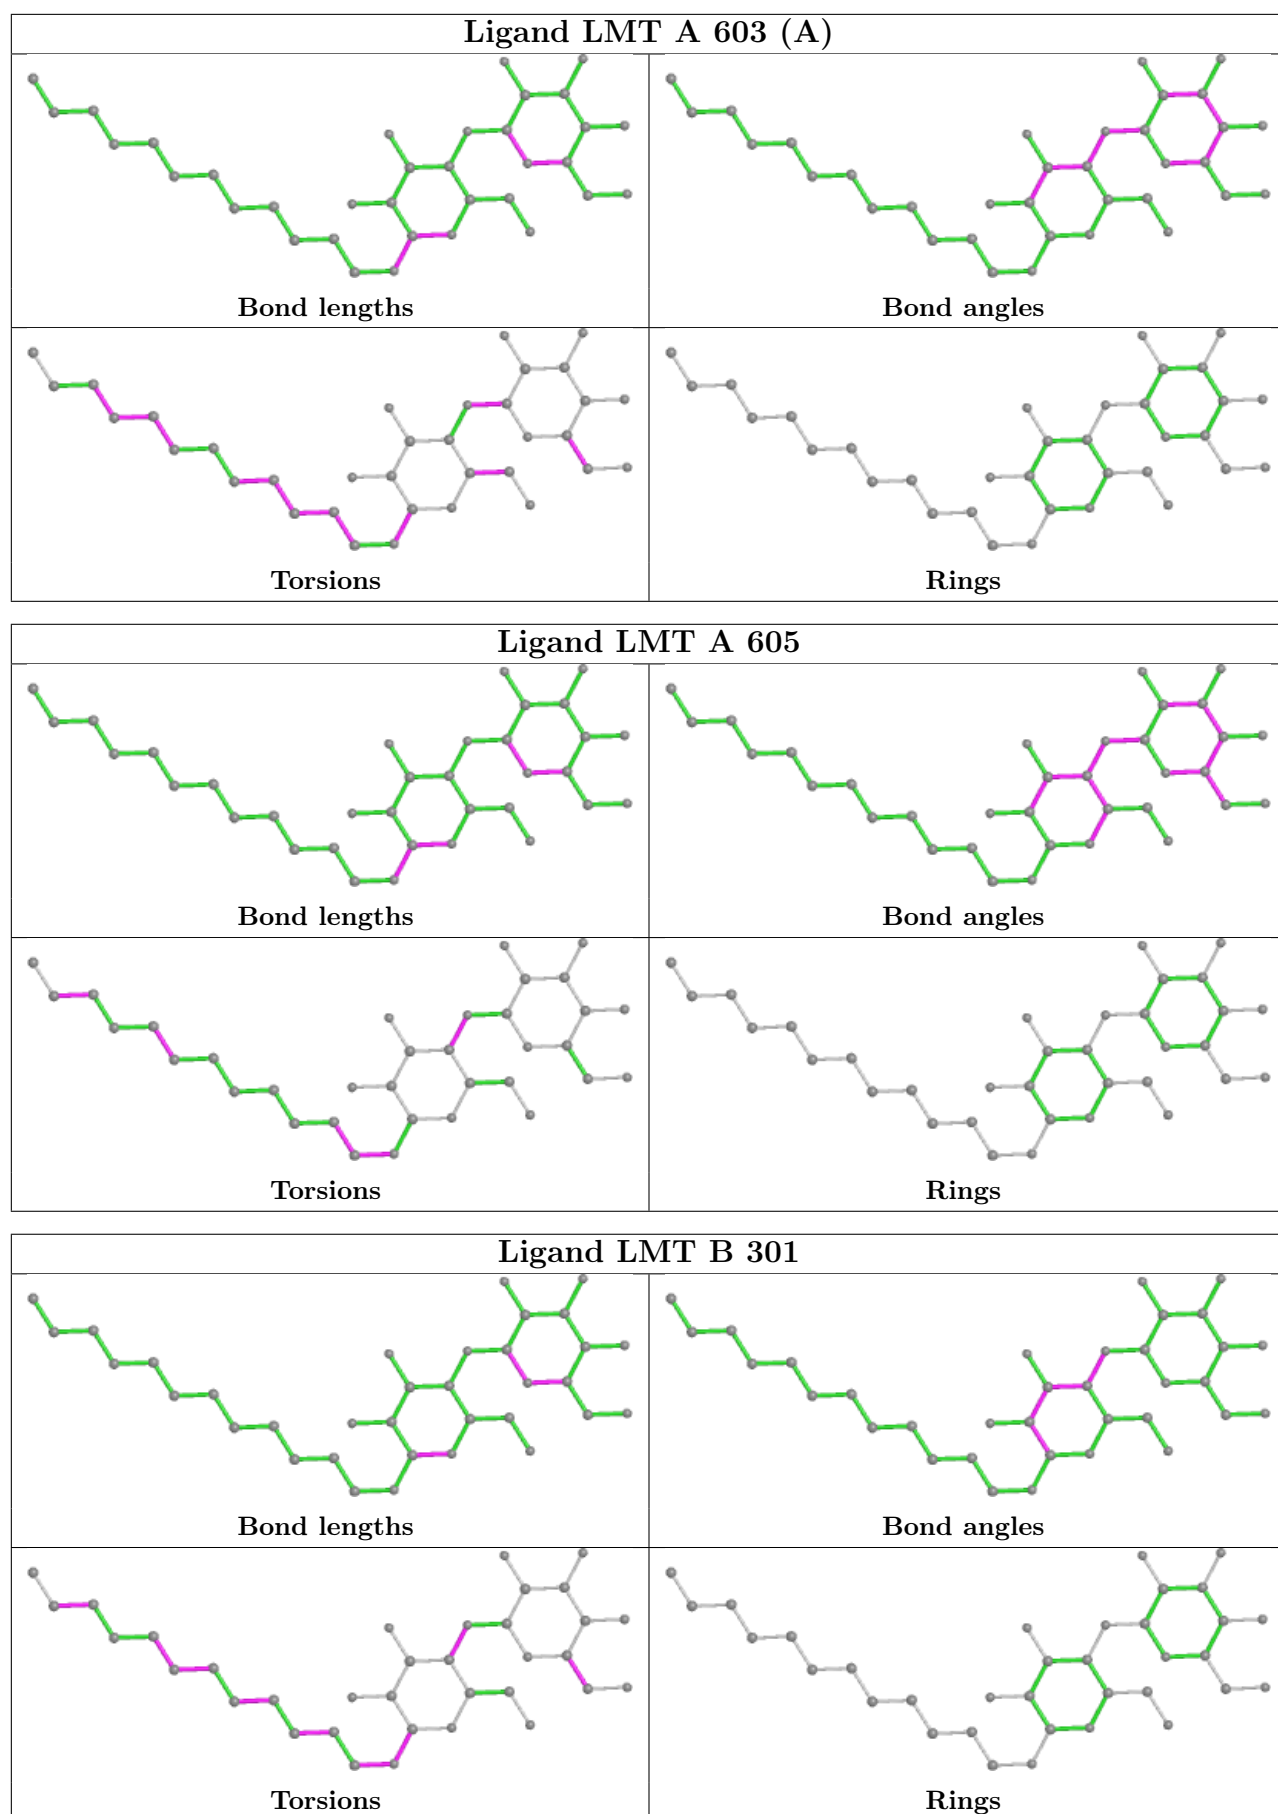 Ligand LMT A 603 (A)
Bond lengths
Bond angles
Torsions
Rings
Ligand LMT A 605
Bond lengths
Bond angles
Torsions
Rings
Ligand LMT B 301
Bond lengths
Bond angles
Torsions
Rings